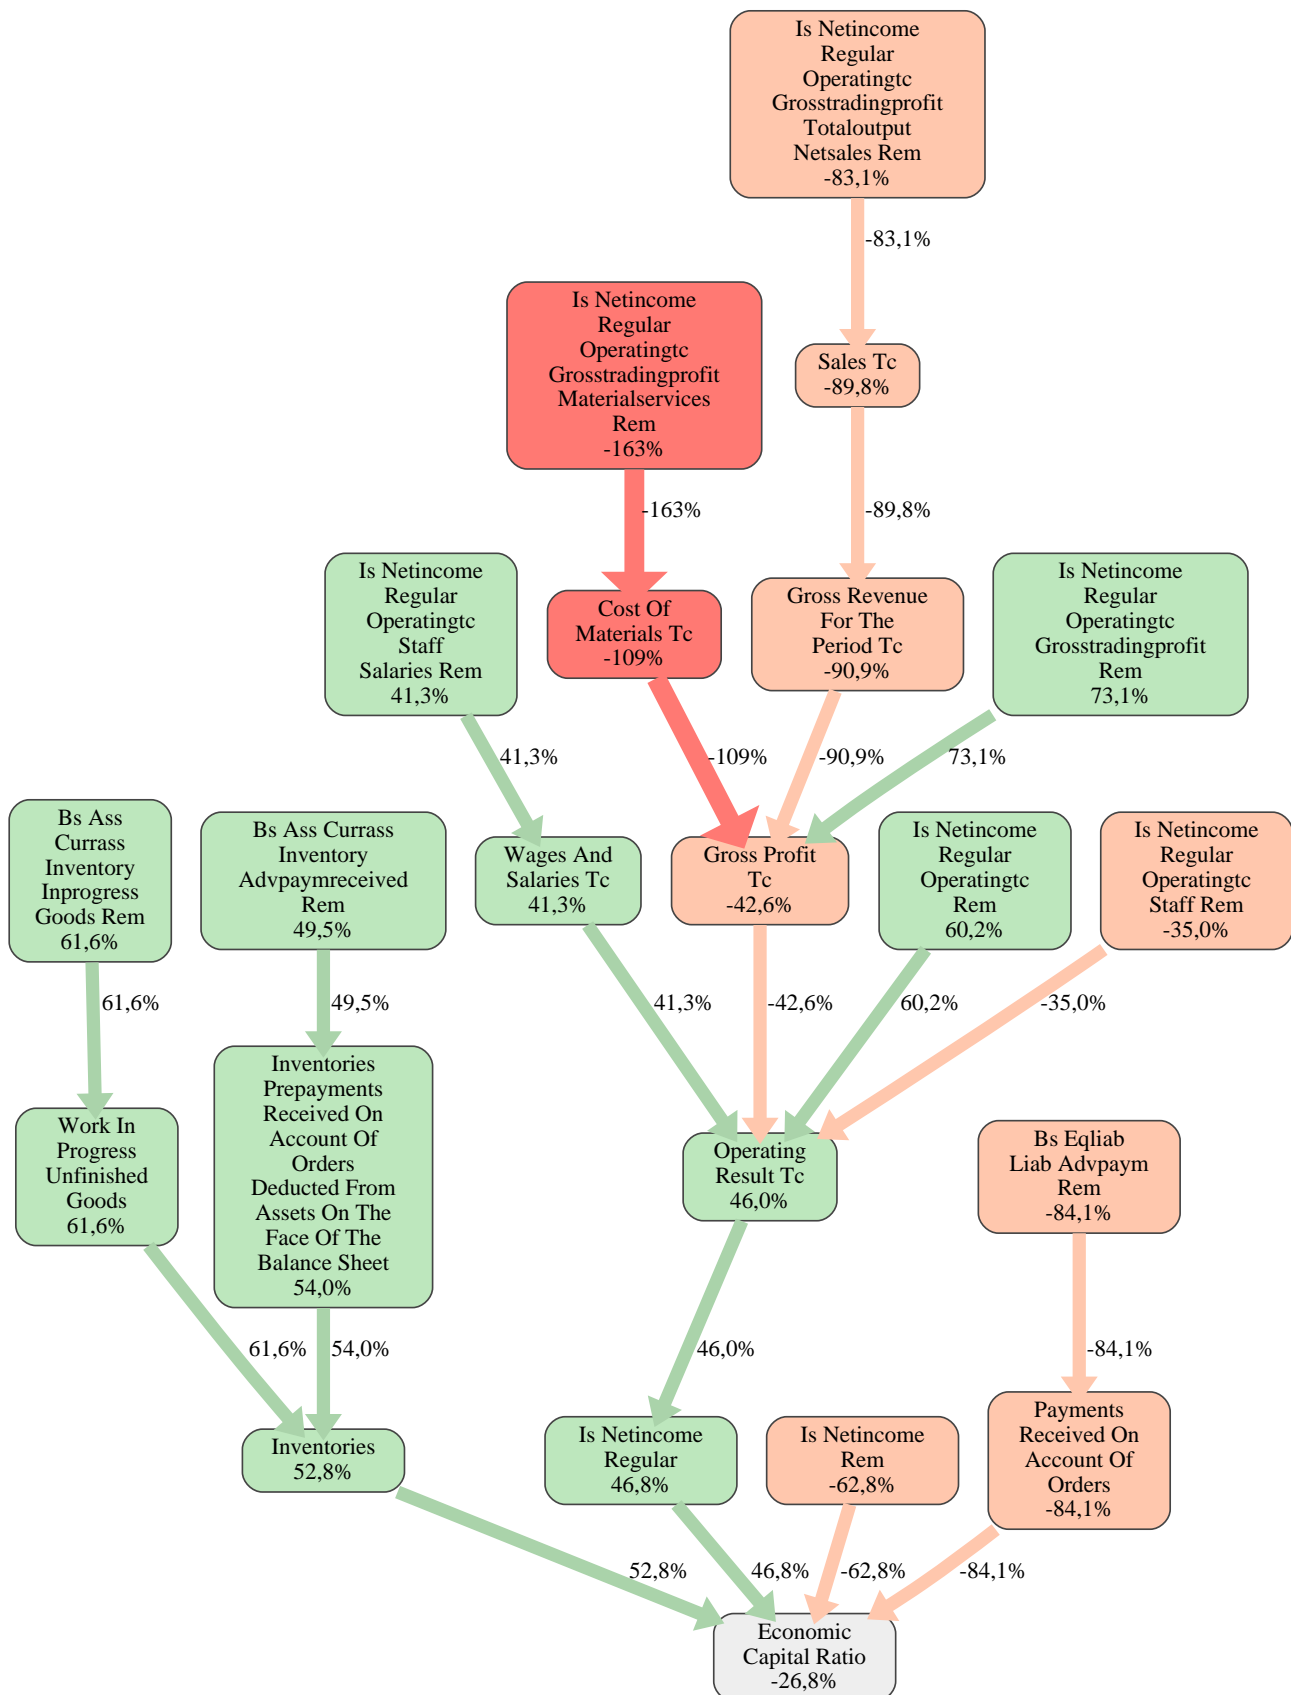 Is Netincome
Regular
Operatingtc
Grosstradingprofit
Totaloutput
Netsales Rem
-83,1%
-83,1%
Is Netincome
Regular
Operatingtc
Grosstradingprofit
Materialservices
Rem
-163%
Sales Tc
-89,8%
-163%
-89,8%
Is Netincome
Regular
Operatingtc
Staff
Salaries Rem
41,3%
Cost Of
Materials Tc
-109%
Gross Revenue
For The
Period Tc
-90,9%
Is Netincome
Regular
Operatingtc
Grosstradingprofit
Rem
73,1%
41,3%
-109%
-90,9%
73,1%
Bs Ass
Currass
Inventory
Inprogress
Goods Rem
61,6%
Bs Ass Currass
Inventory
Advpaymreceived
Rem
49,5%
Wages And
Salaries Tc
41,3%
Gross Profit
Tc
-42,6%
Is Netincome
Regular
Operatingtc
Rem
60,2%
Is Netincome
Regular
Operatingtc
Staff Rem
-35,0%
61,6%
49,5%
41,3%
-42,6%
60,2%
-35,0%
Work In
Progress
Unfinished
Goods
61,6%
Inventories
Prepayments
Received On
Account Of
Orders
Deducted From
Assets On The
Face Of The
Balance Sheet
54,0%
Operating
Result Tc
46,0%
Bs Eqliab
Liab Advpaym
Rem
-84,1%
61,6%
54,0%
46,0%
-84,1%
Inventories
52,8%
Is Netincome
Regular
46,8%
Is Netincome
Rem
-62,8%
Payments
Received On
Account Of
Orders
-84,1%
52,8%
46,8%
-62,8%
-84,1%
Economic
Capital Ratio
-26,8%